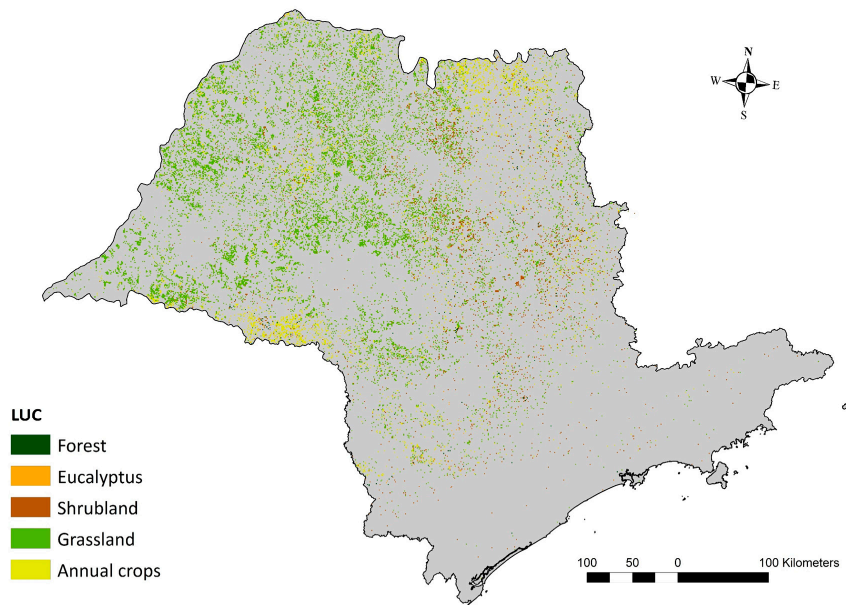 N
W E
S
LUC
Forest
Eucalyptus
Shrubland
Grassland
Annual crops
100 50 0 100 Kilometers